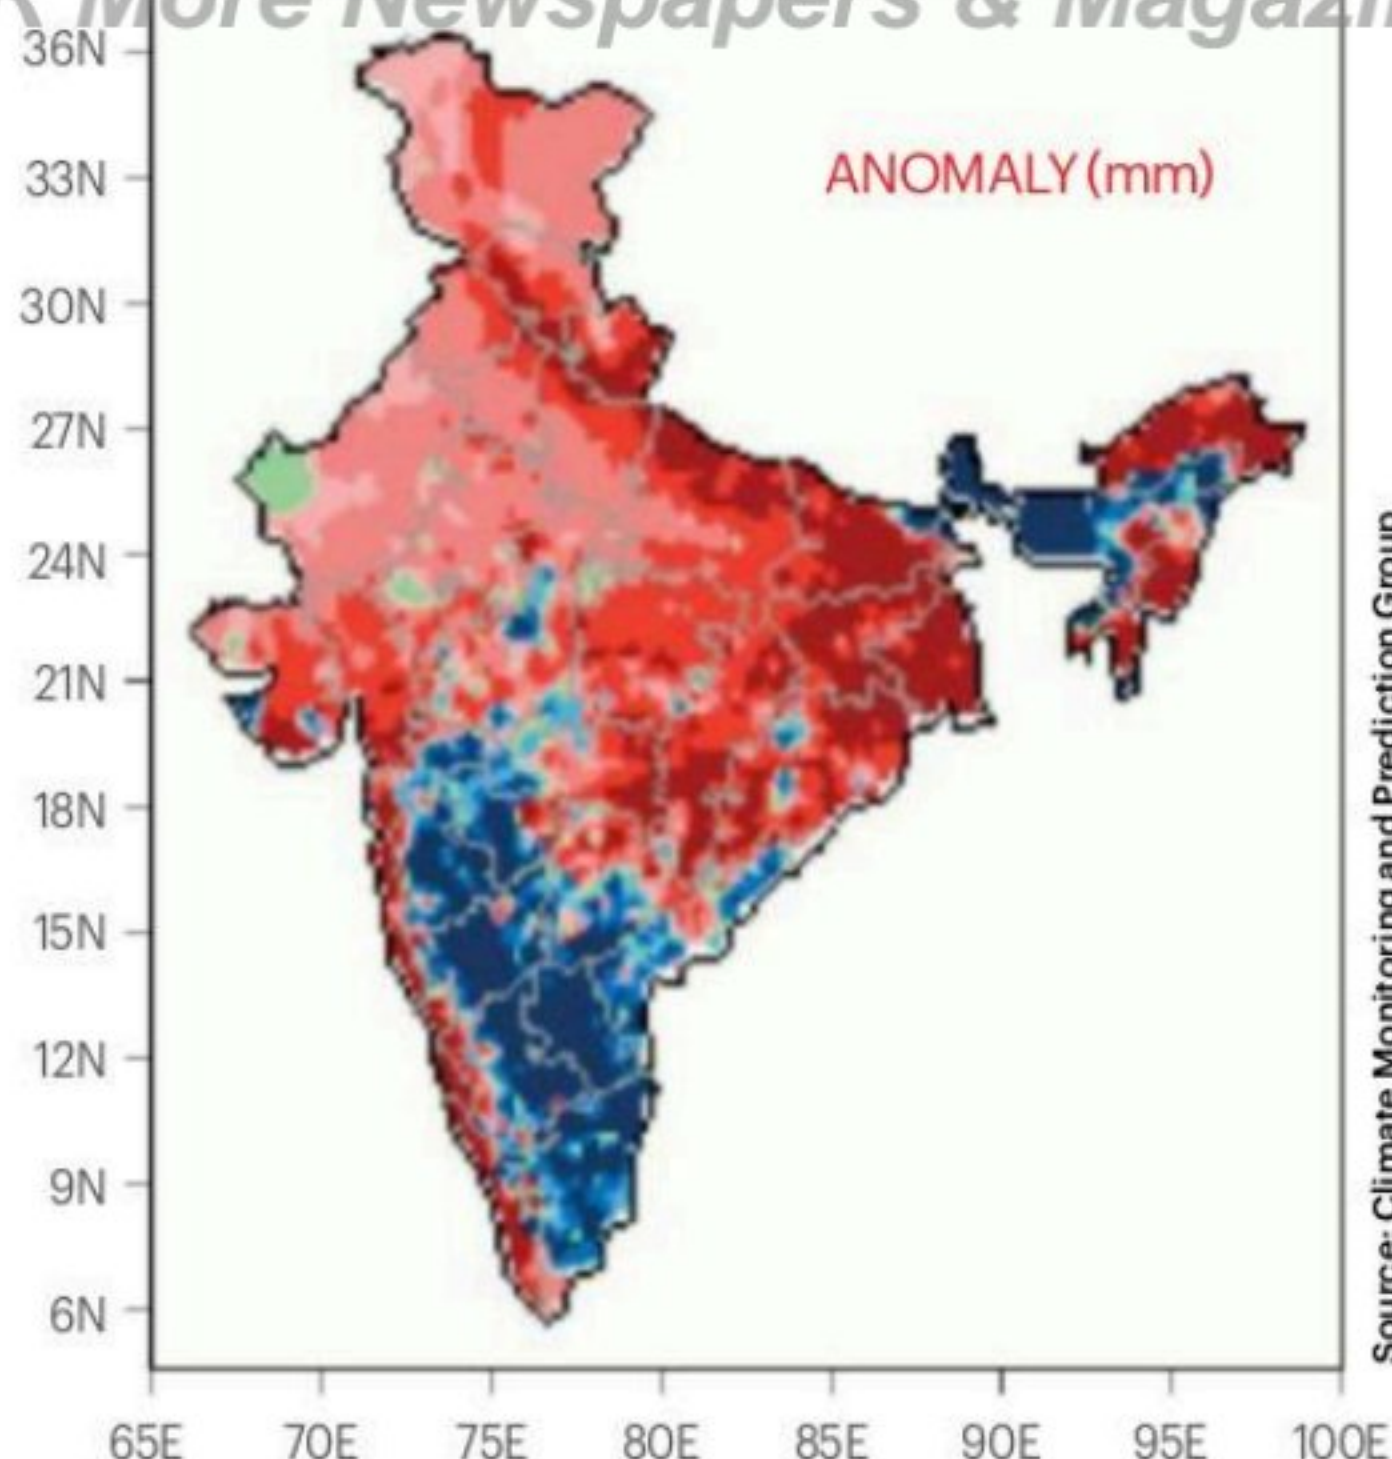 More Newspapers & Magazin
ANOMALY (mm)
36N
33N
30N
27N
24N
21N
18N
15N
12N
9N
6N
65E 70E 75E 80E 85E 90E 95E 100E
Source: Climate Monitoring and Prediction Group